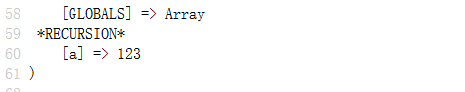 58 [GLOBALS] => Array
59 *RECURSION*
60 [a] => 123
61 )